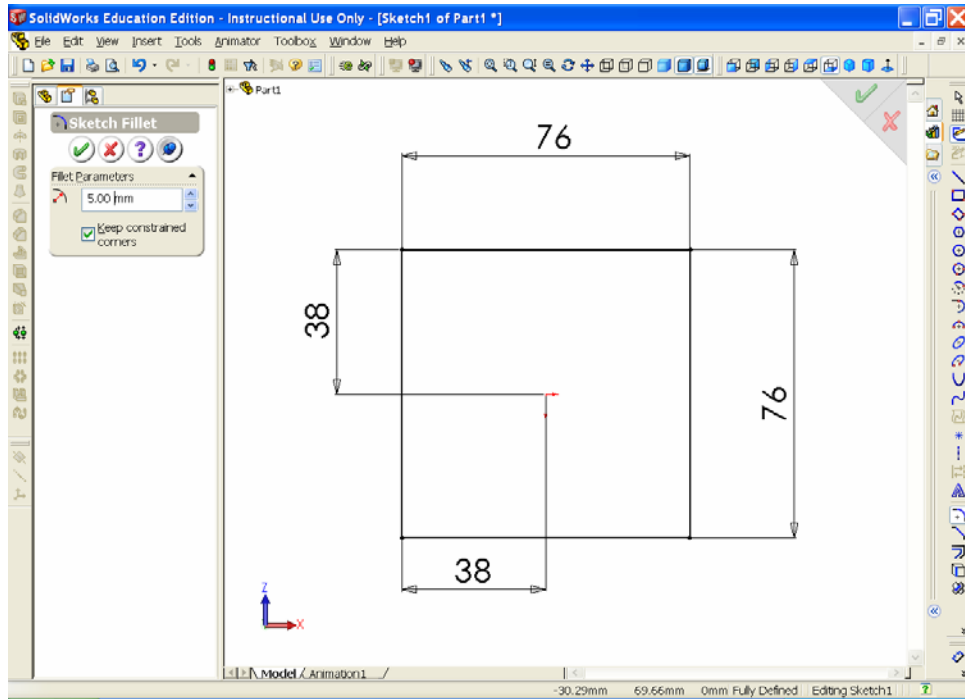 SolidWorks Education Edition - Instructional Use Only - [Sketch1 of Part1 *]
File Edit View Insert Tools Animator Toolbox Window Help
Part1
Sketch Fillet
Fillet Parameters
5.00 mm
Keep constrained
corners
76
38
76
38
Z
X
Model Animation1
-30.29mm 69.66mm 0mm Fully Defined Editing Sketch1